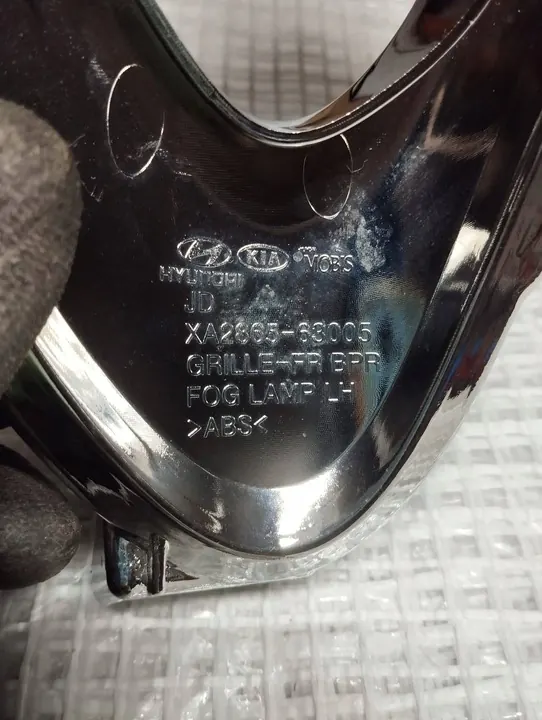 HYUNDAI KIA MOBIS
JD
XA2865-63005
GRILLE-FR BPR
FOG LAMP LH
>ABS<